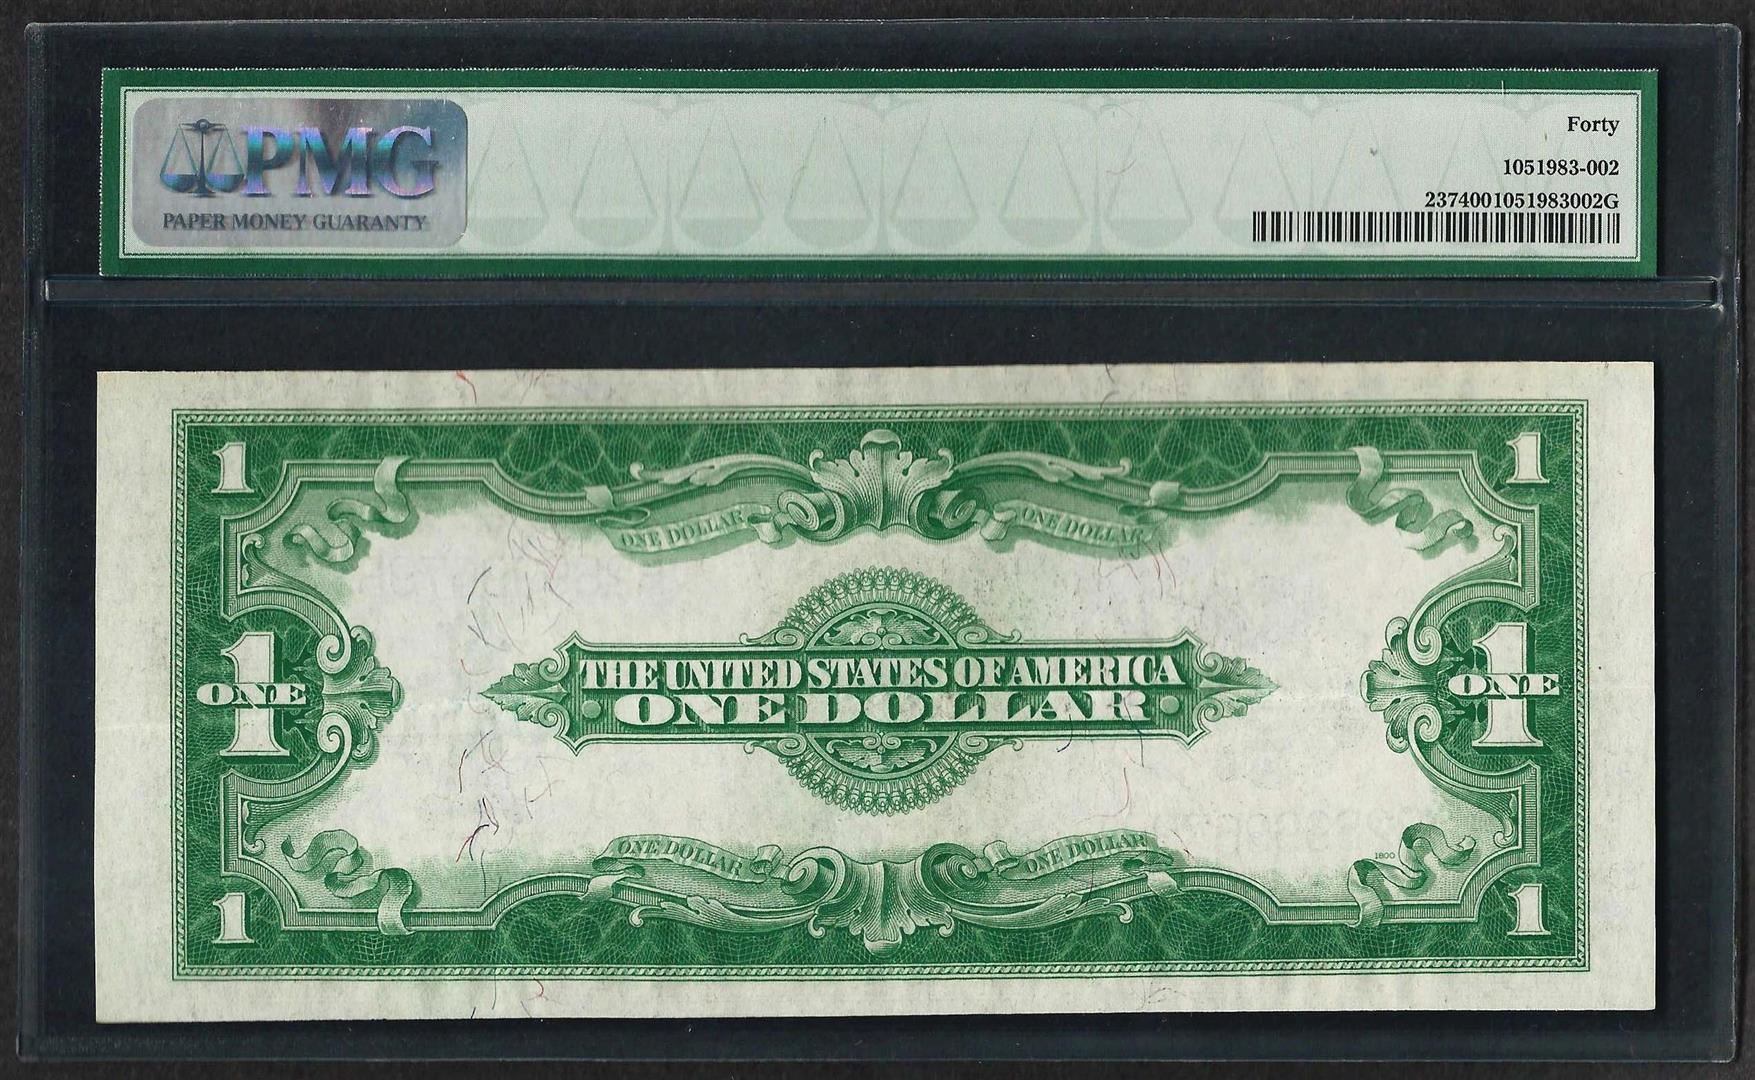 PMG
PAPER MONEY GUARANTY
Forty
1051983-002
2374001051983002G
1
1
ONE DOLLAR
ONE DOLLAR
THE UNITED STATES OF AMERICA
ONE DOLLAR
1
ONE
1
ONE
ONE DOLLAR
ONE DOLLAR
1800
1
1